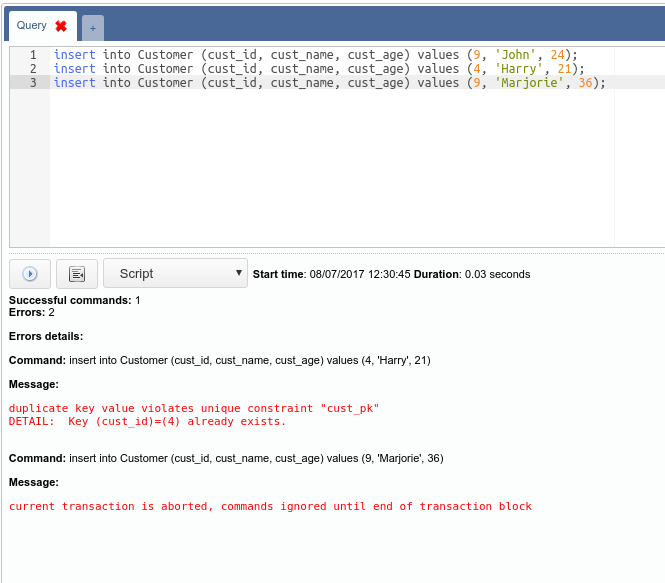 Query
+
1 insert into Customer (cust_id, cust_name, cust_age) values (9, 'John', 24);
2 insert into Customer (cust_id, cust_name, cust_age) values (4, 'Harry', 21);
3 insert into Customer (cust_id, cust_name, cust_age) values (9, 'Marjorie', 36);
Script Start time: 08/07/2017 12:30:45 Duration: 0.03 seconds
Successful commands: 1
Errors: 2
Errors details:
Command: insert into Customer (cust_id, cust_name, cust_age) values (4, 'Harry', 21)
Message:
duplicate key value violates unique constraint "cust_pk"
DETAIL:  Key (cust_id)=(4) already exists.
Command: insert into Customer (cust_id, cust_name, cust_age) values (9, 'Marjorie', 36)
Message:
current transaction is aborted, commands ignored until end of transaction block